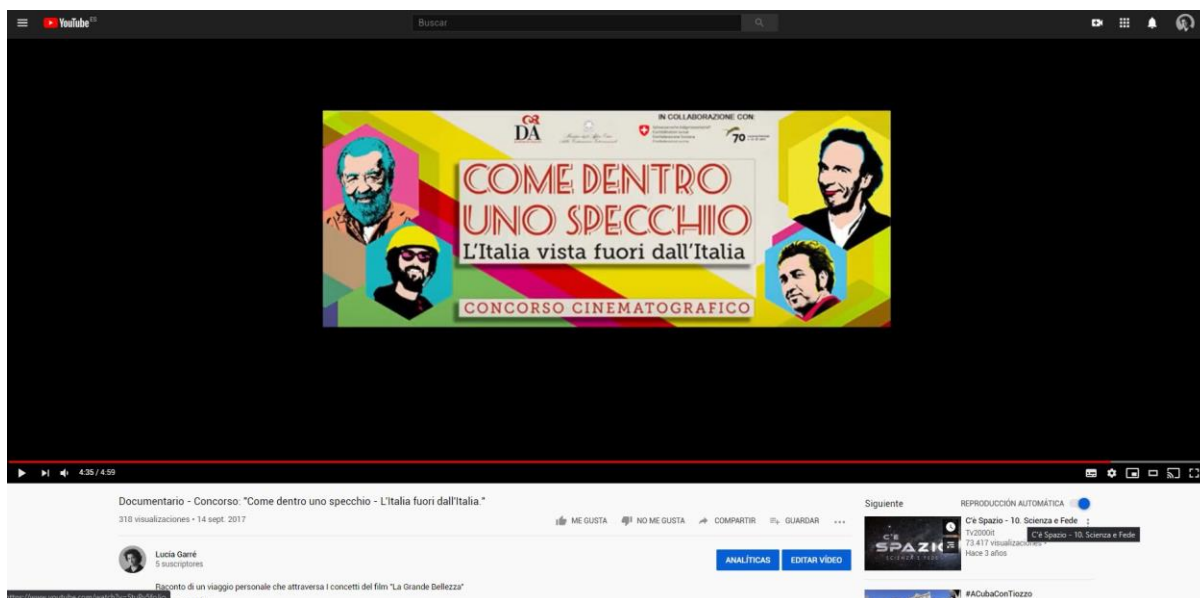 YouTube ES
Buscar
DA
IN COLLABORAZIONE CON:
70
COME DENTRO
UNO SPECCHIO
L'Italia vista fuori dall'Italia
CONCORSO CINEMATOGRAFICO
4:35 / 4:59
Documentario - Concorso: "Come dentro uno specchio - L'Italia fuori dall'Italia."
318 visualizaciones • 14 sept. 2017
ME GUSTA
NO ME GUSTA
COMPARTIR
GUARDAR
Lucía Garré
5 suscriptores
ANALÍTICAS
EDITAR VÍDEO
Raconto di un viaggio personale che attraversa I concetti del film "La Grande Bellezza"
Siguiente
REPRODUCCIÓN AUTOMÁTICA
C'È
SPAZIO
SCIENZA E FEDE
C'è Spazio - 10. Scienza e Fede
Tv2000it
C'è Spazio - 10. Scienza e Fede
73.417 visualizaciones •
Hace 3 años
#ACubaConTiozzo